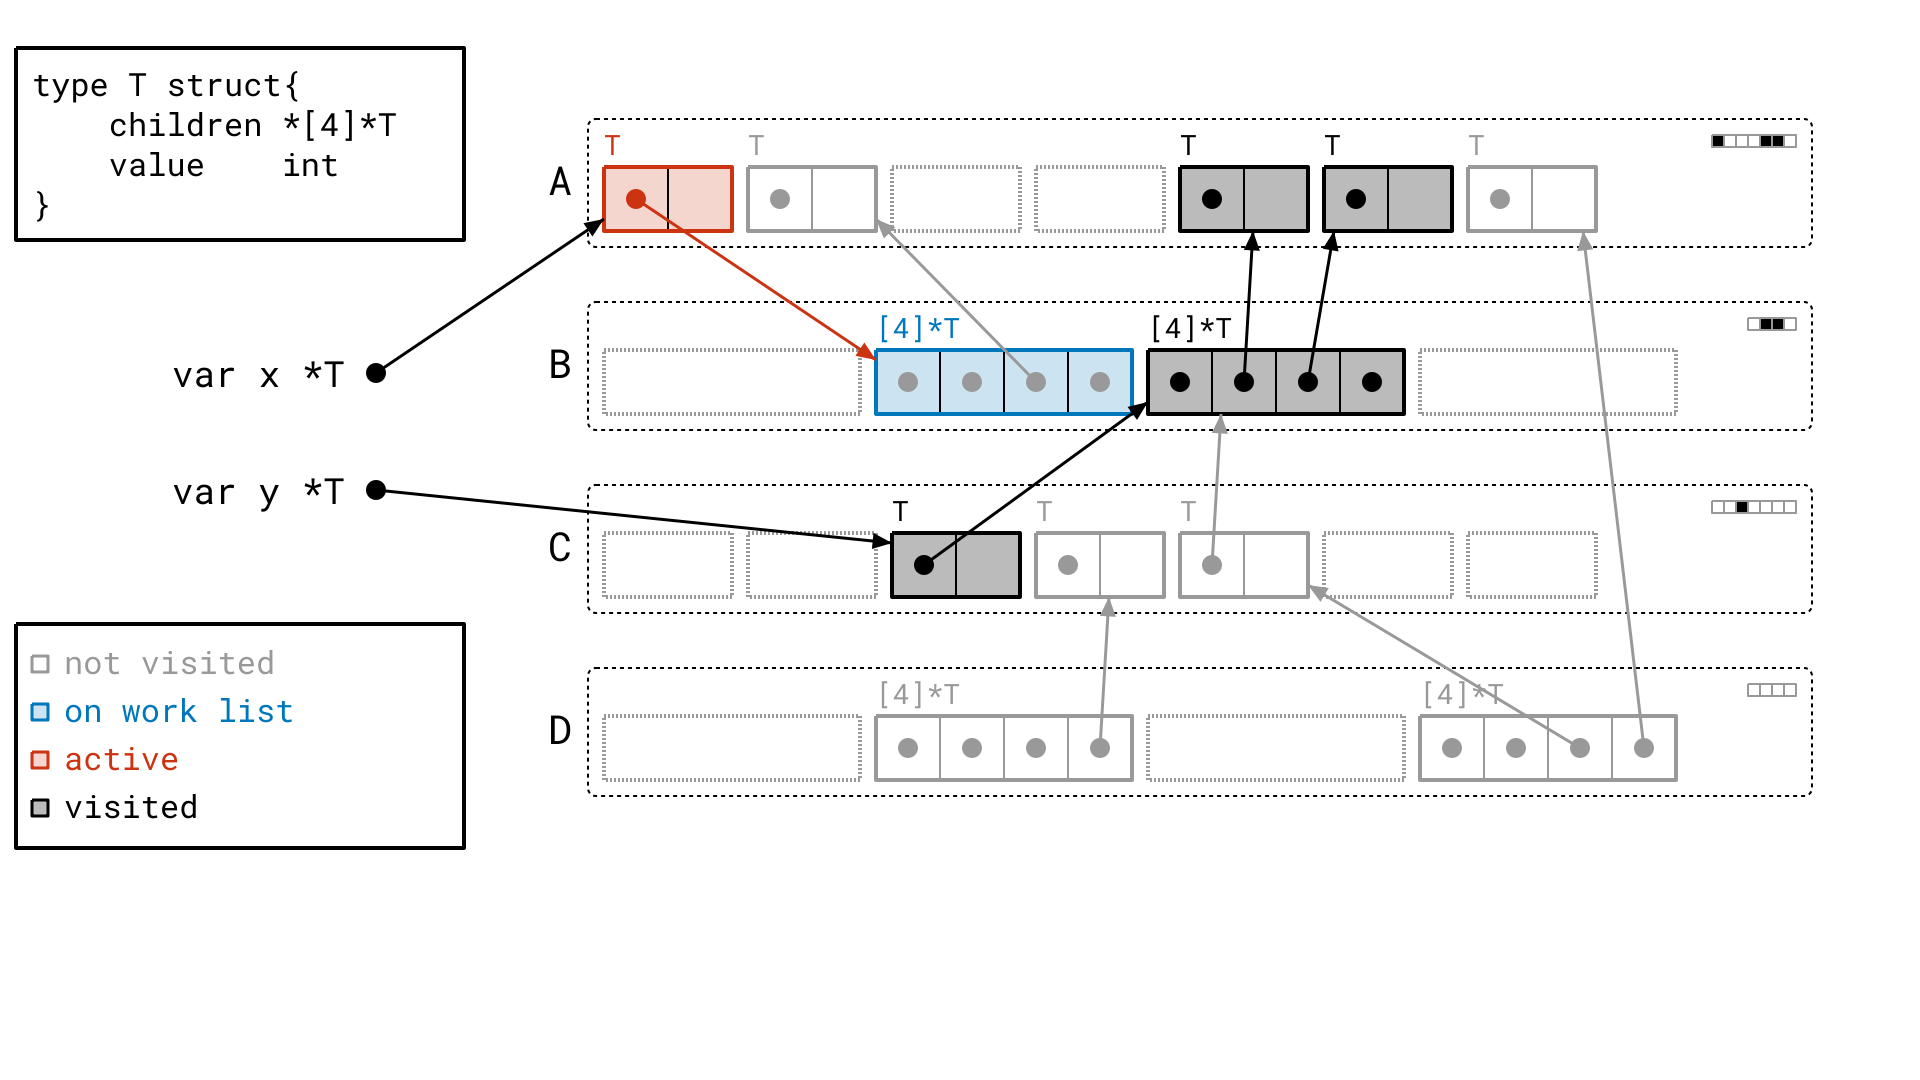 type T struct{
    children *[4]*T
    value    int
}
T T T T T
A
[4]*T [4]*T
B
var x *T
var y *T
T T T
C
[4]*T [4]*T
D
not visited
on work list
active
visited